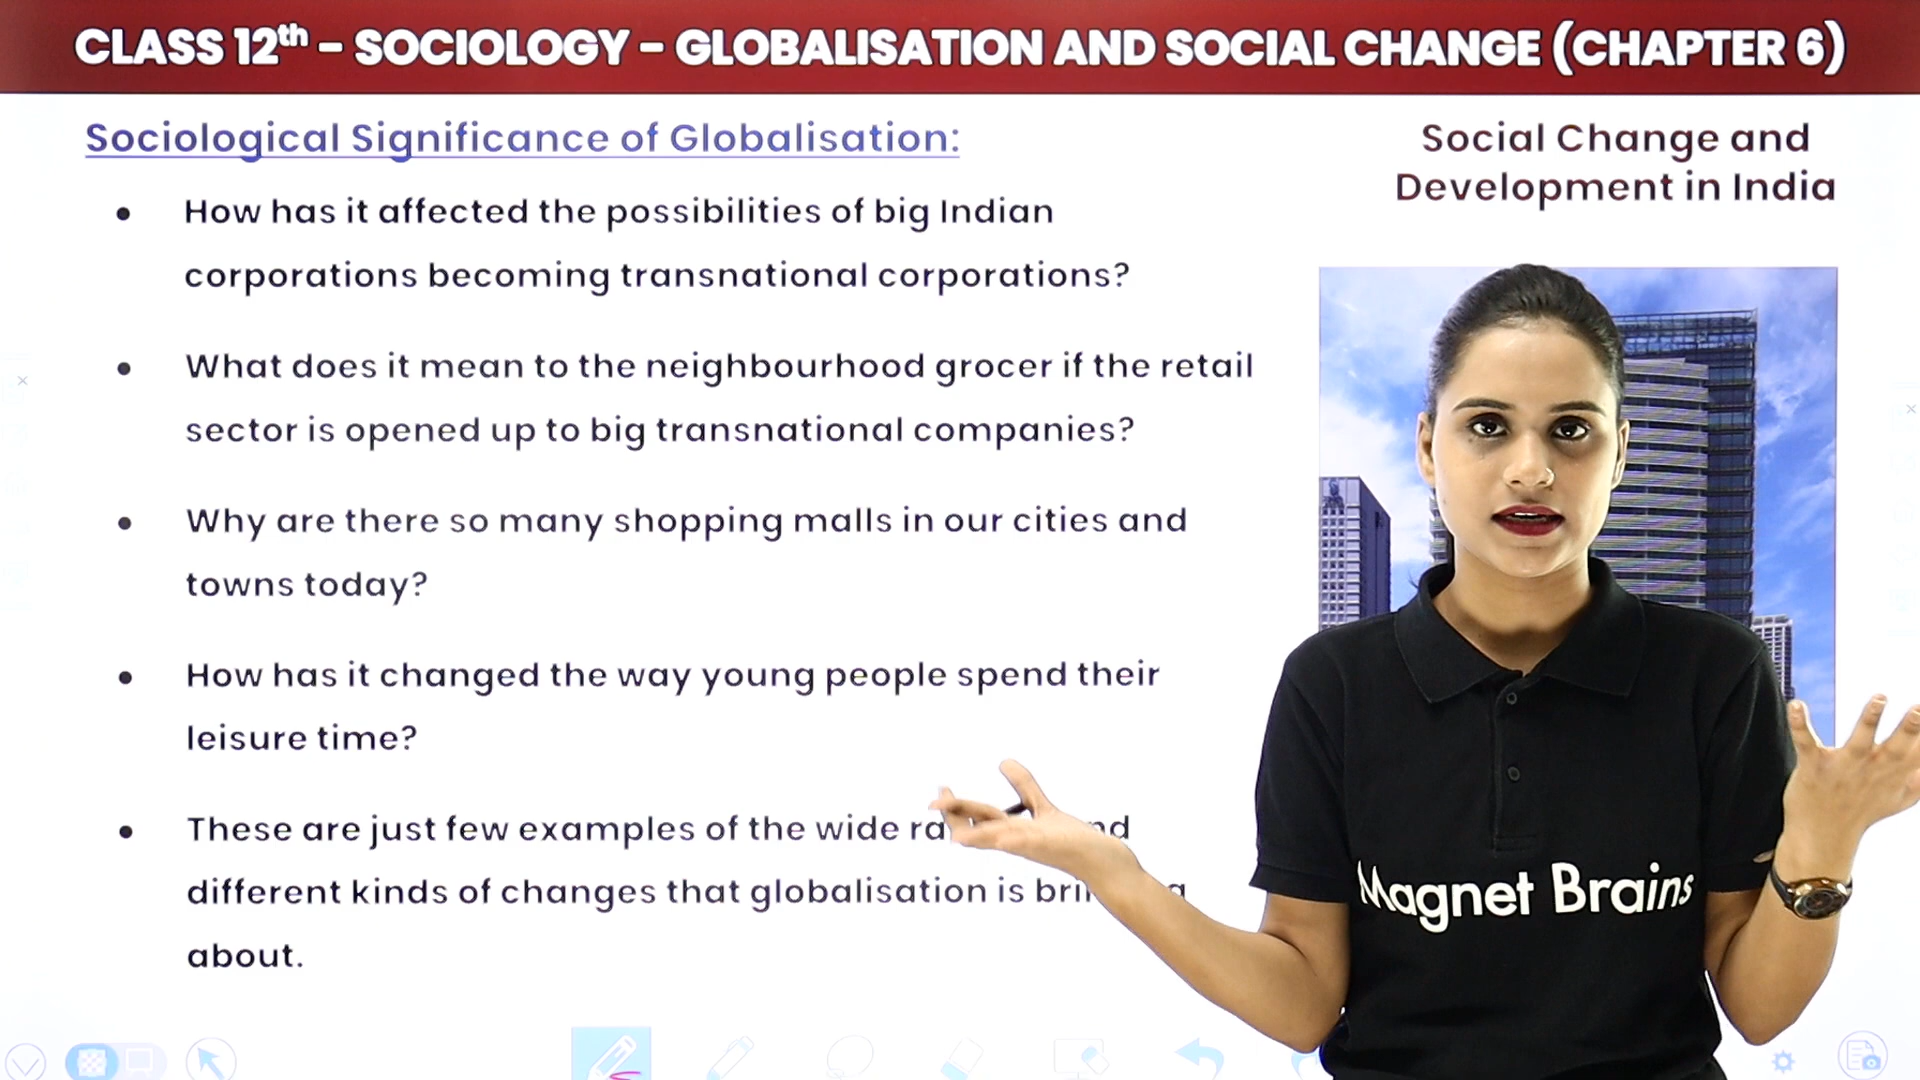 CLASS 12th – SOCIOLOGY – GLOBALISATION AND SOCIAL CHANGE (CHAPTER 6)
Sociological Significance of Globalisation:
• How has it affected the possibilities of big Indian
corporations becoming transnational corporations?
• What does it mean to the neighbourhood grocer if the retail
sector is opened up to big transnational companies?
• Why are there so many shopping malls in our cities and
towns today?
• How has it changed the way young people spend their
leisure time?
• These are just few examples of the wide
different kinds of changes that globalisation is
about.
Social Change and
Development in India
Magnet Brains